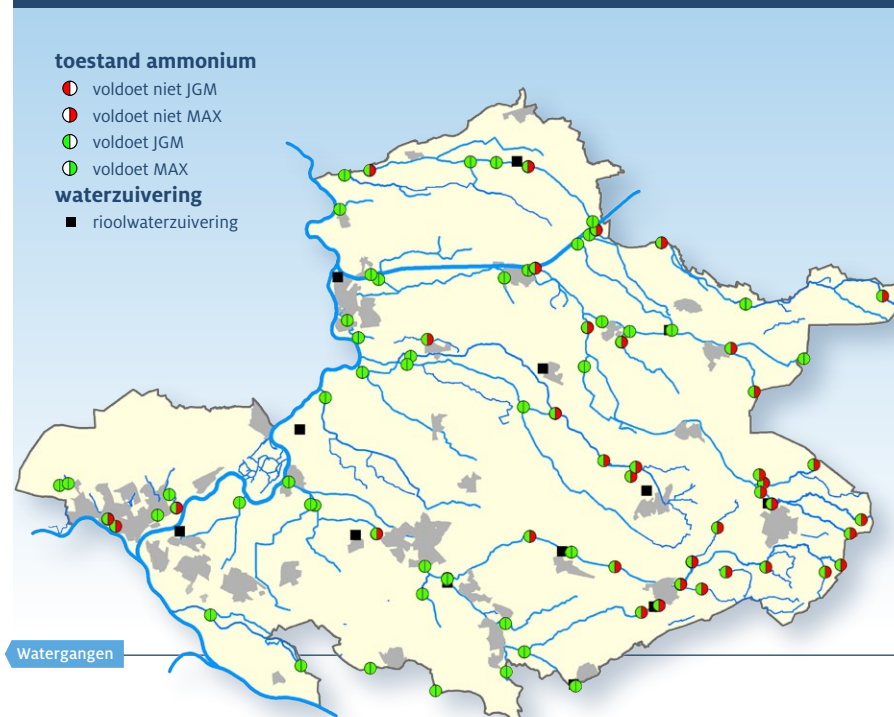 toestand ammonium
voldoet niet JGM
voldoet niet MAX
voldoet JGM
voldoet MAX
waterzuivering
rioolwaterzuivering
Watergangen